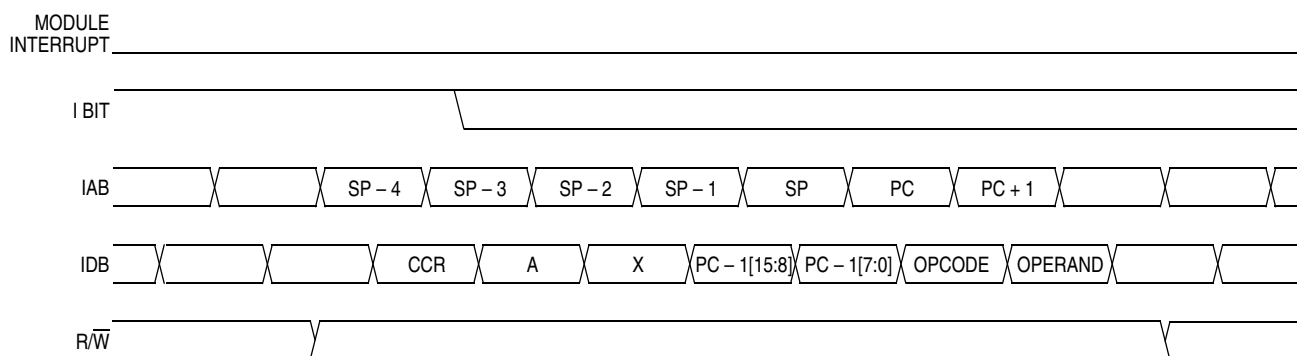 MODULE
INTERRUPT
I BIT
IAB SP – 4 SP – 3 SP – 2 SP – 1 SP PC PC + 1
IDB CCR A X PC – 1[15:8] PC – 1[7:0] OPCODE OPERAND
R/W̅